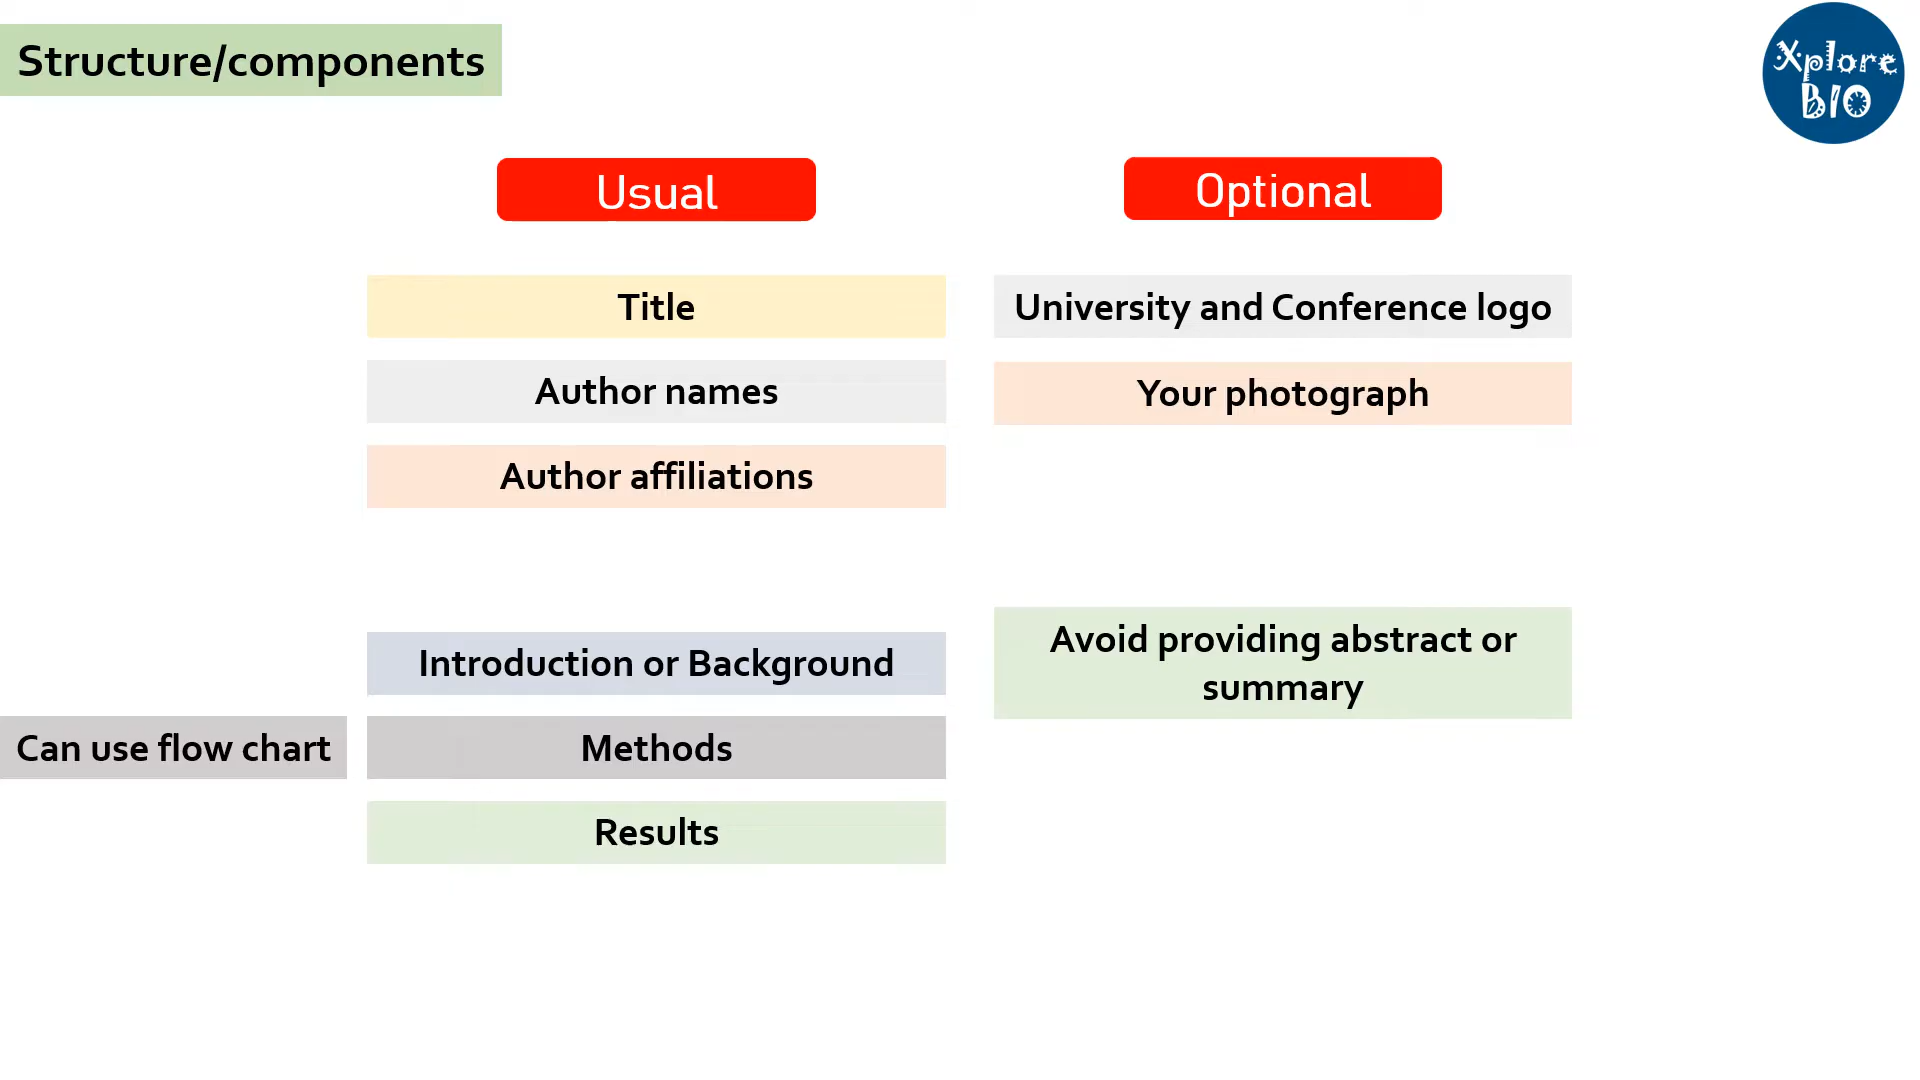 Structure/components
Xplore
BIO
Usual
Optional
Title
University and Conference logo
Author names
Your photograph
Author affiliations
Introduction or Background
Avoid providing abstract or
summary
Can use flow chart
Methods
Results